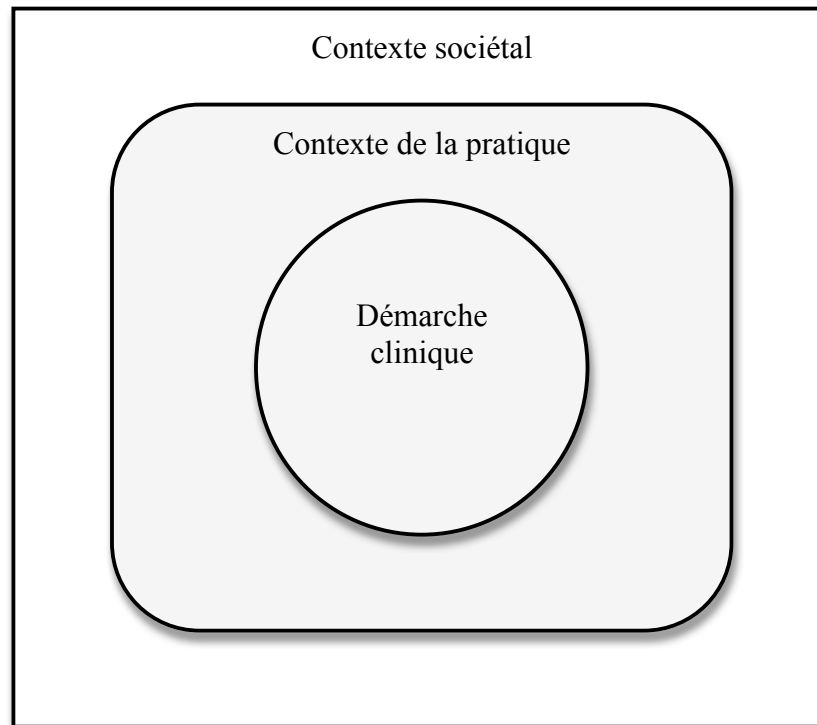 Contexte sociétal
Contexte de la pratique
Démarche
clinique